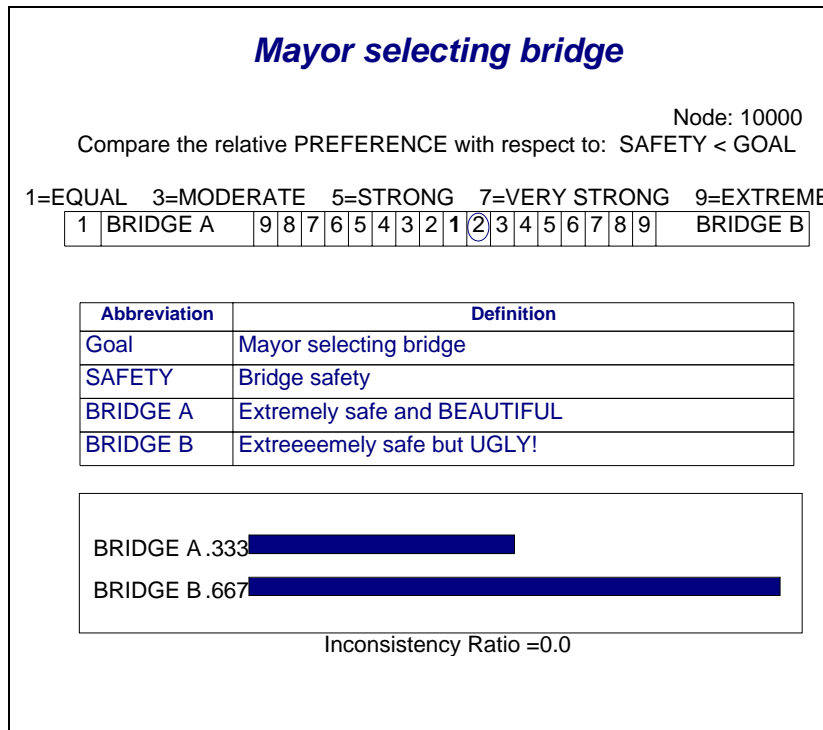 Mayor selecting bridge
Node: 10000
Compare the relative PREFERENCE with respect to: SAFETY < GOAL
1=EQUAL 3=MODERATE 5=STRONG 7=VERY STRONG 9=EXTREME
1 BRIDGE A 9 8 7 6 5 4 3 2 1 2 3 4 5 6 7 8 9 BRIDGE B
Abbreviation Definition
Goal Mayor selecting bridge
SAFETY Bridge safety
BRIDGE A Extremely safe and BEAUTIFUL
BRIDGE B Extreeeemely safe but UGLY!
BRIDGE A .333
BRIDGE B .667
Inconsistency Ratio =0.0